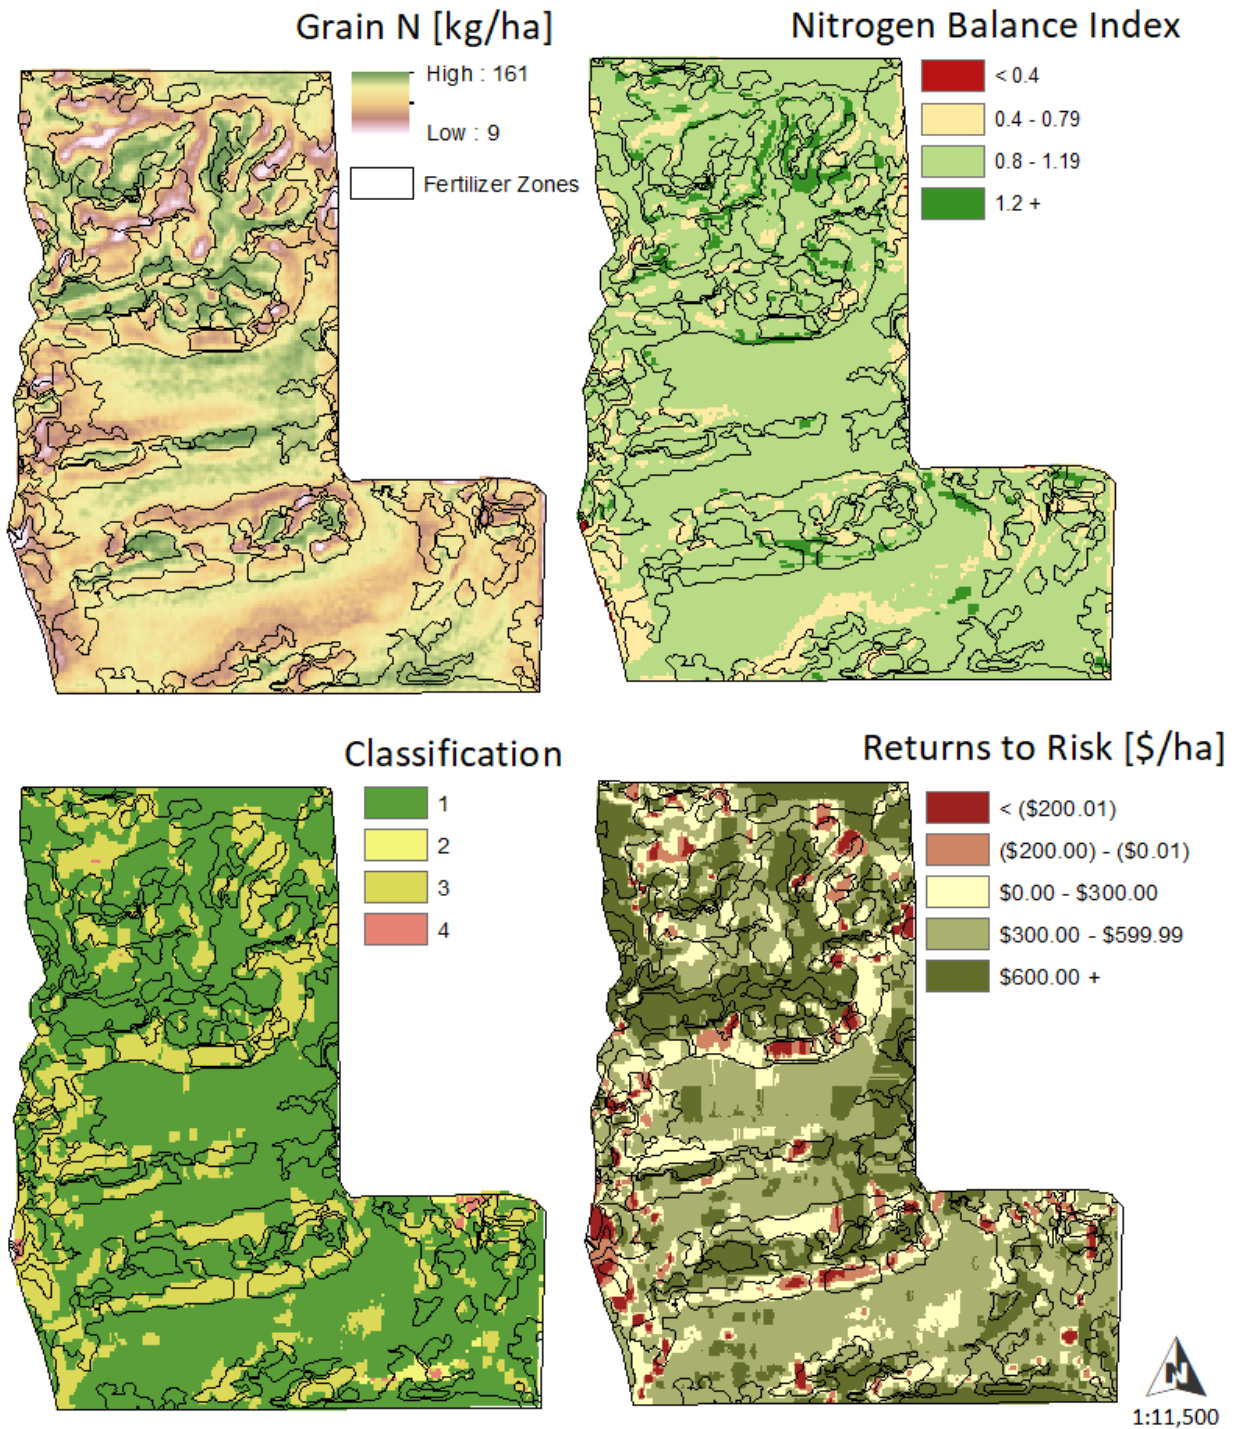 Grain N [kg/ha]
High : 161
Low : 9
Fertilizer Zones
Nitrogen Balance Index
< 0.4
0.4 - 0.79
0.8 - 1.19
1.2 +
Classification
1
2
3
4
Returns to Risk [$/ha]
< ($200.01)
($200.00) - ($0.01)
$0.00 - $300.00
$300.00 - $599.99
$600.00 +
N
1:11,500